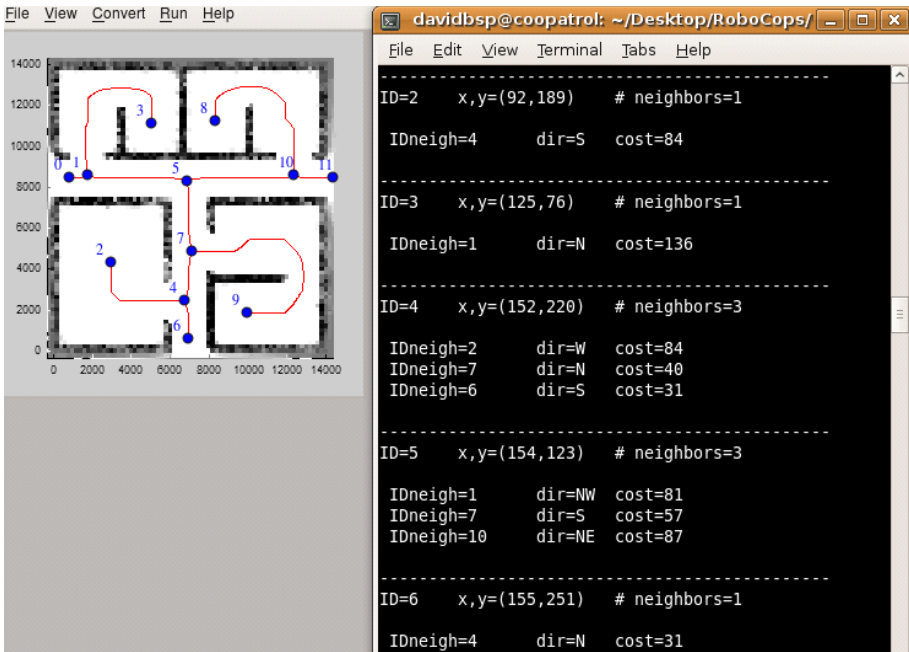 File View Convert Run Help
14000
12000
10000
8000
6000
4000
2000
0
0 2000 4000 6000 8000 10000 12000 14000
3
8
0
1
5
10
11
2
7
4
9
6
davidbsp@coopatrol: ~/Desktop/RoboCops/
File Edit View Terminal Tabs Help
--------------------------------------------
ID=2 x,y=(92,189) # neighbors=1
IDneigh=4 dir=S cost=84
--------------------------------------------
ID=3 x,y=(125,76) # neighbors=1
IDneigh=1 dir=N cost=136
--------------------------------------------
ID=4 x,y=(152,220) # neighbors=3
IDneigh=2 dir=W cost=84
IDneigh=7 dir=N cost=40
IDneigh=6 dir=S cost=31
--------------------------------------------
ID=5 x,y=(154,123) # neighbors=3
IDneigh=1 dir=NW cost=81
IDneigh=7 dir=S cost=57
IDneigh=10 dir=NE cost=87
--------------------------------------------
ID=6 x,y=(155,251) # neighbors=1
IDneigh=4 dir=N cost=31